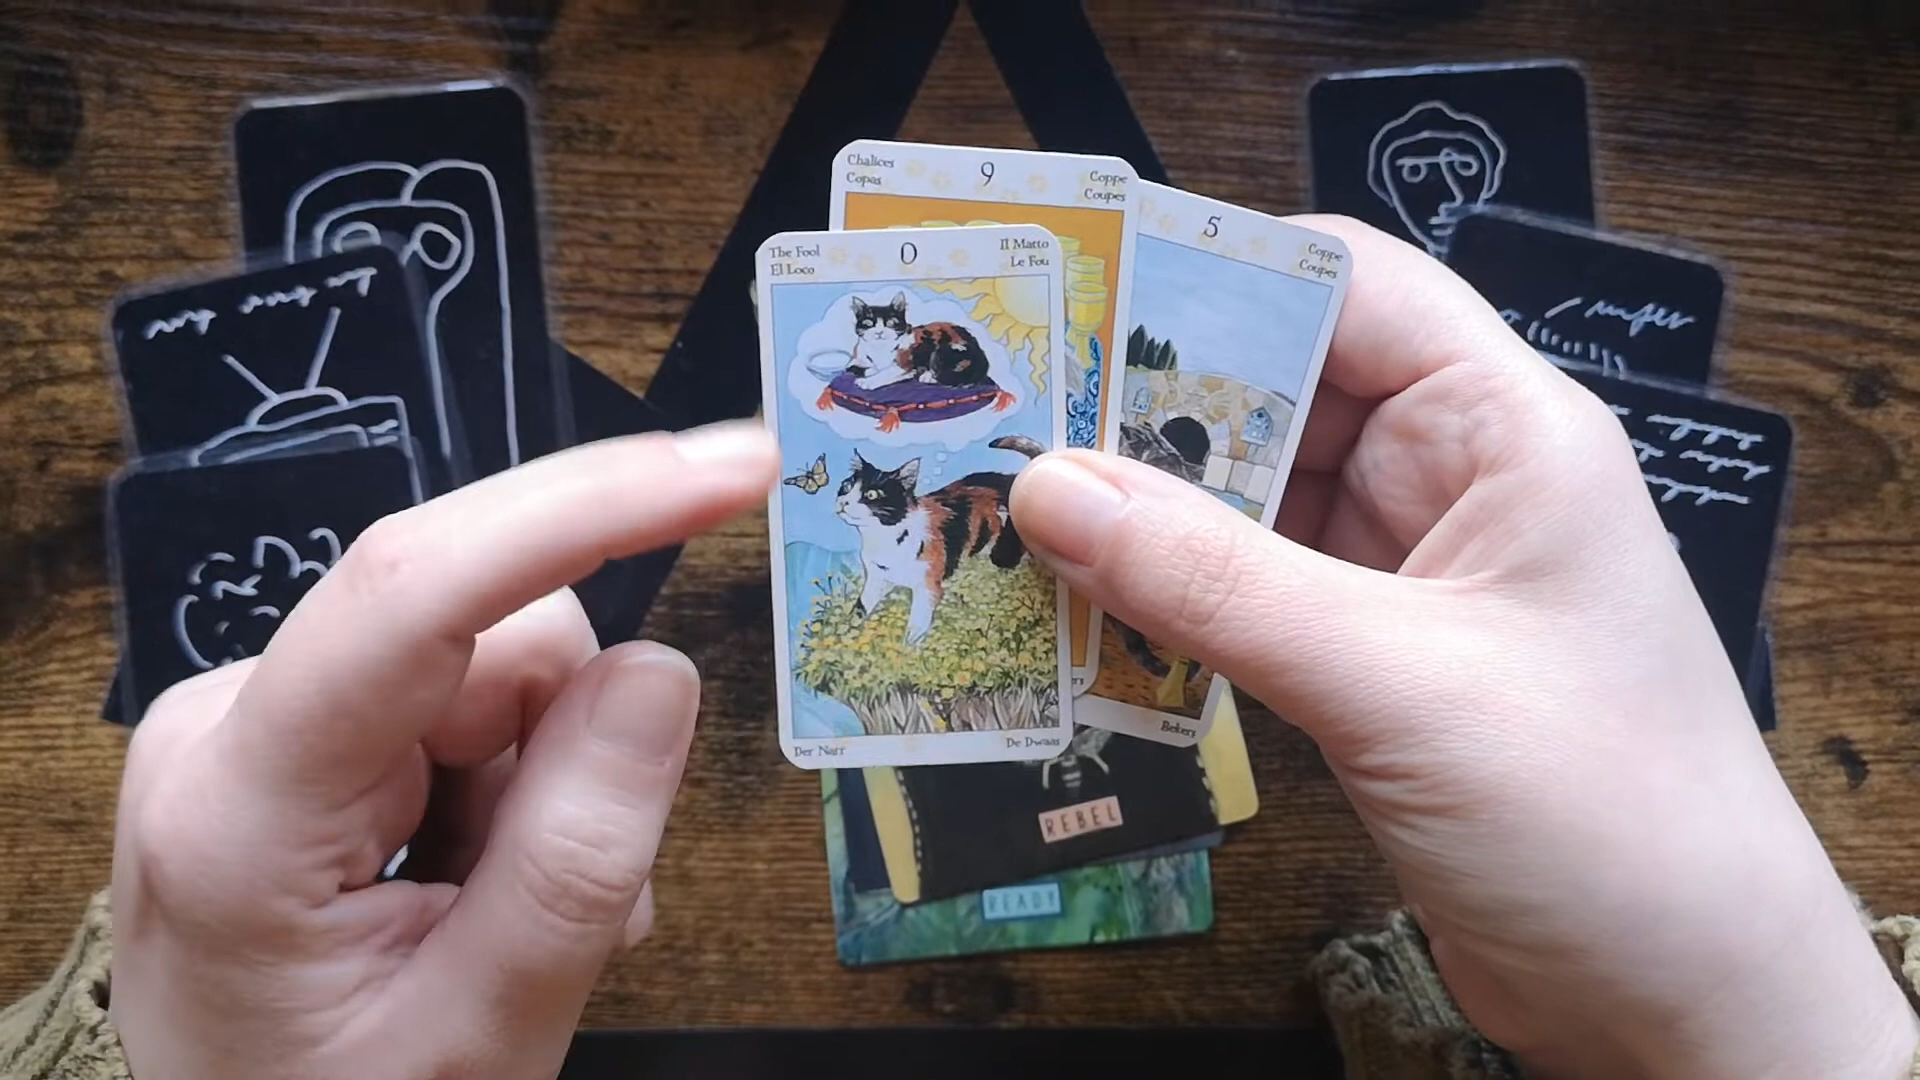 Chalices
Copas
9
Coppe
Coupes
5
Coppe
Coupes
The Fool
El Loco
0
Il Matto
Le Fou
Der Narr
De Dwaas
Bekers
REBEL
READY